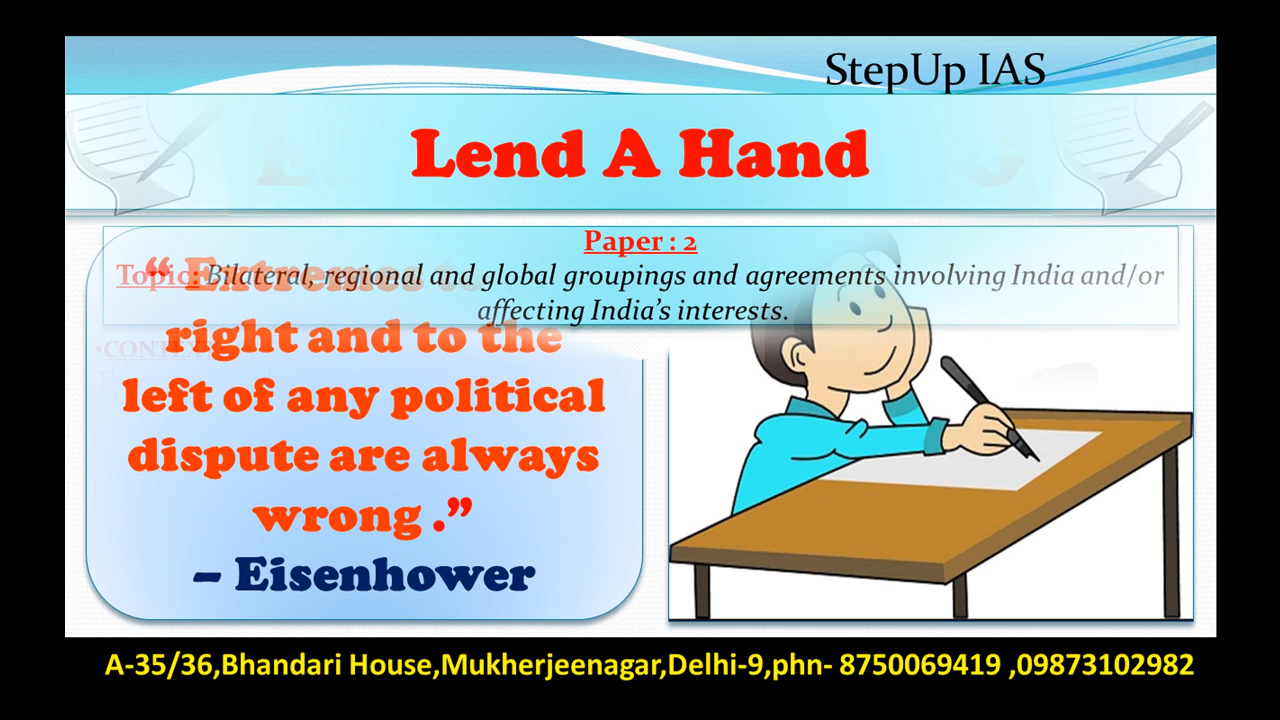 StepUp IAS
Lend A Hand
Paper : 2
Topic: Bilateral, regional and global groupings and agreements involving India and/or
affecting India's interests.
“ Extremes
right and to the
left of any political
dispute are always
wrong .”
– Eisenhower
A-35/36,Bhandari House,Mukherjeenagar,Delhi-9,phn- 8750069419 ,09873102982